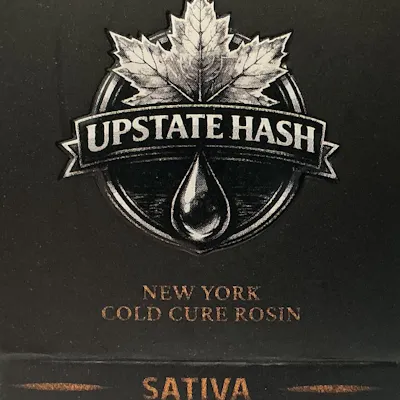 UPSTATE HASH
NEW YORK
COLD CURE ROSIN
SATIVA